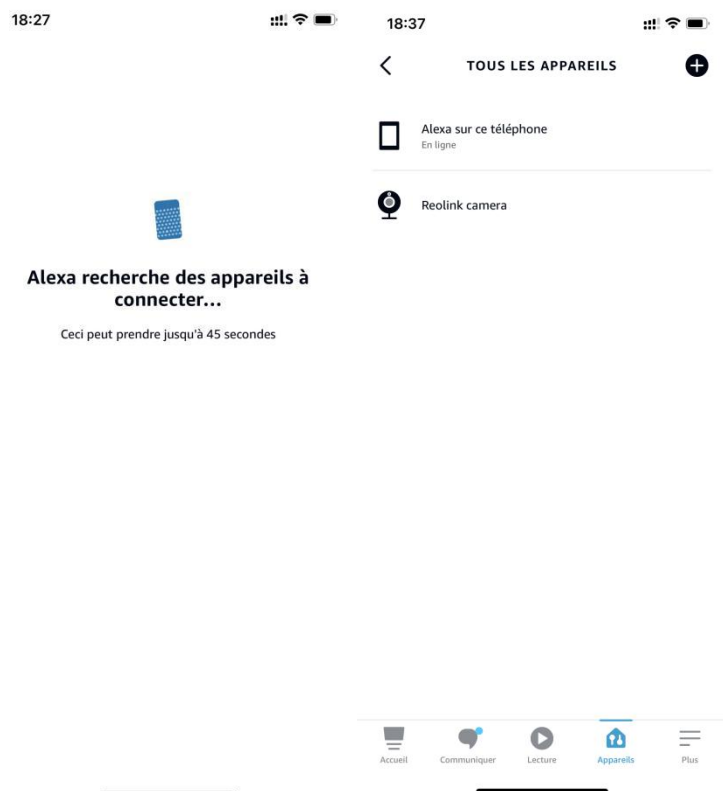 18:27
Alexa recherche des appareils à
connecter...
Ceci peut prendre jusqu'à 45 secondes
18:37
TOUS LES APPAREILS
Alexa sur ce téléphone
En ligne
Reolink camera
Accueil
Communiquer
Lecture
Appareils
Plus